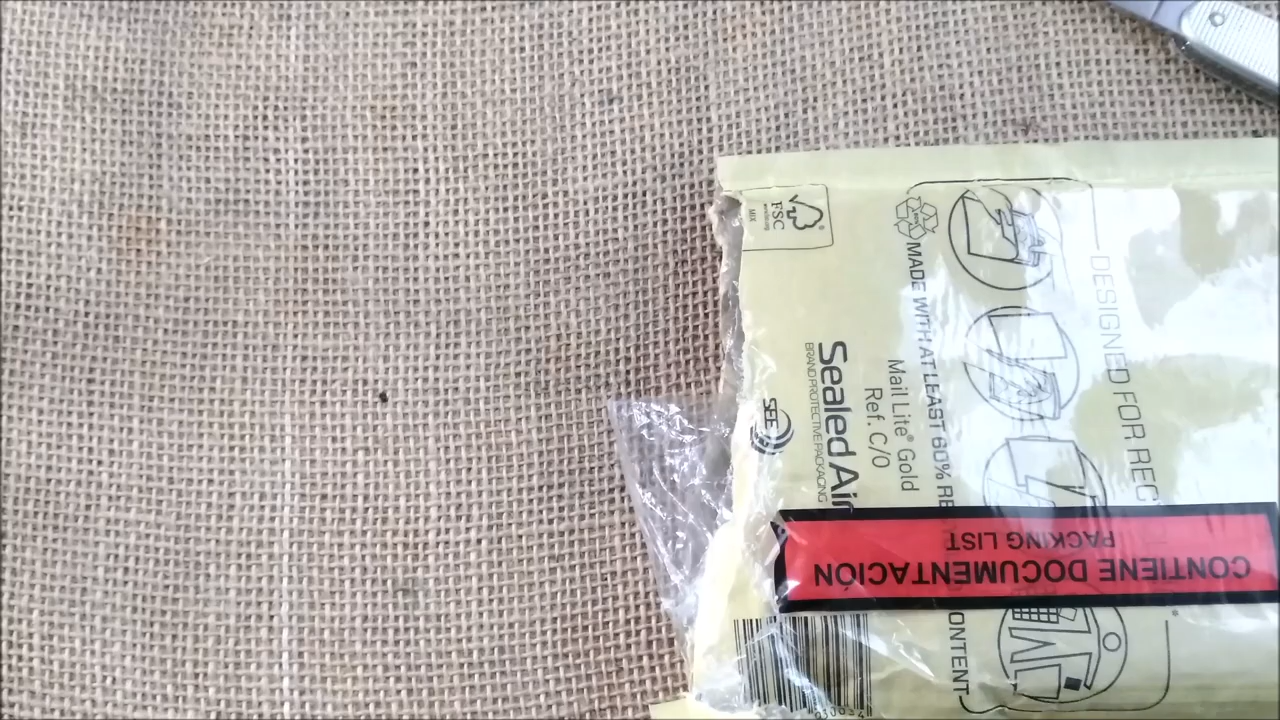 FSC
MIX
MADE WITH AT LEAST 60% RE
ONTENT
DESIGNED FOR REC
Mail Lite® Gold
Ref. C/O
Sealed Air
BRAND PROTECTIVE PACKAGING
SEE
CONTIENE DOCUMENTACIÓN
PACKING LIST